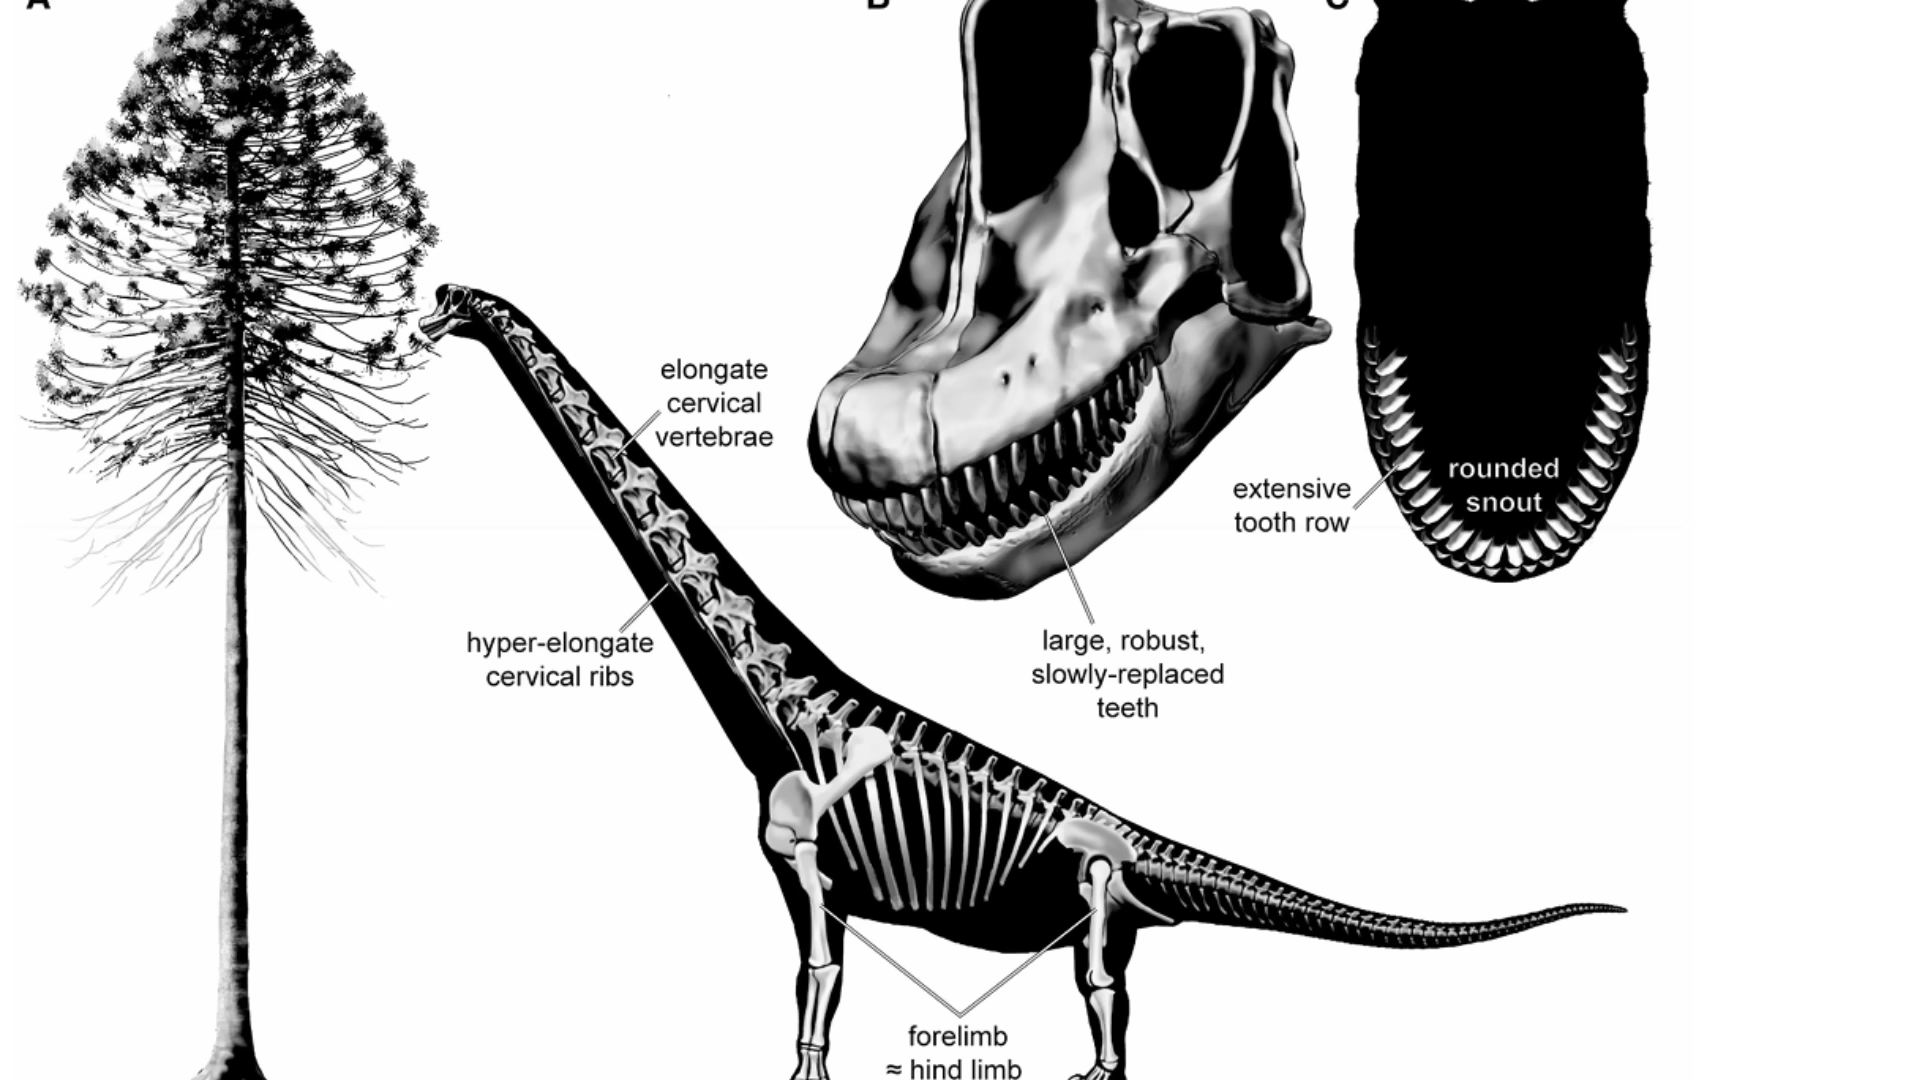 A
B
C
elongate
cervical
vertebrae
hyper-elongate
cervical ribs
large, robust,
slowly-replaced
teeth
extensive
tooth row
rounded
snout
forelimb
≈ hind limb